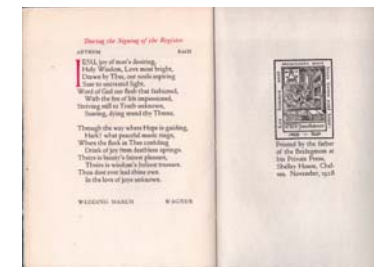 During the Signing of the Register
ANTHEM BACH
JESU, joy of man's desiring,
Holy Wisdom, Love most bright,
Drawn by Thee, our souls aspiring
Soar to uncreated light.
Word of God our flesh that fashioned,
With the fire of life impassioned,
Striving still to Truth unknown,
Soaring, dying round thy Throne.
Through the way where Hope is guiding,
Hark! what peaceful music rings,
Where the flock in Thee confiding
Drink of joy from deathless springs.
Theirs is beauty's fairest pleasure,
Theirs is wisdom's holiest treasure.
Thou dost ever lead thine own
In the love of joys unknown.
WEDDING MARCH WAGNER
Printed by the father
of the Bridegroom at
his Private Press,
Shelley House, Chel-
sea. November, 1928